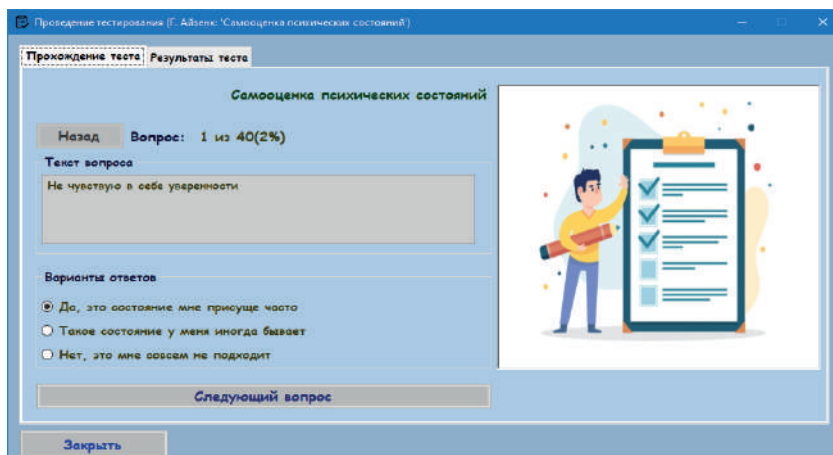 Проведение тестирования (Г. Айзенк: 'Самооценка психических состояний')
Прохождение теста Результаты теста
Самооценка психических состояний
Назад Вопрос: 1 из 40(2%)
Текст вопроса
Не чувствую в себе уверенности
Варианты ответов
Да, это состояние мне присуще часто
Такое состояние у меня иногда бывает
Нет, это мне совсем не подходит
Следующий вопрос
Закрыть